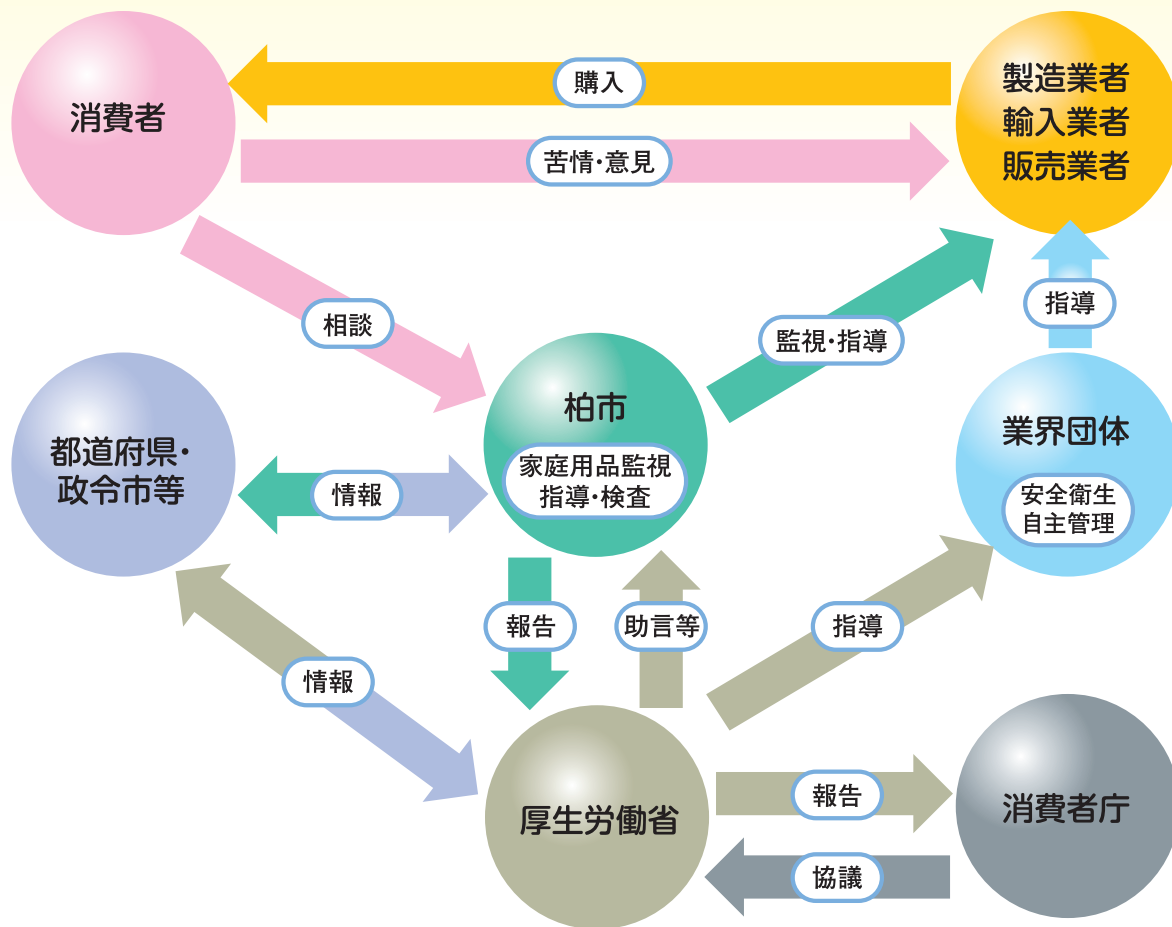 消費者
購入
苦情・意見
製造業者
輸入業者
販売業者
相談
監視・指導
指導
都道府県・
政令市等
情報
柏市
家庭用品監視
指導・検査
業界団体
安全衛生
自主管理
報告
助言等
指導
情報
厚生労働省
報告
協議
消費者庁